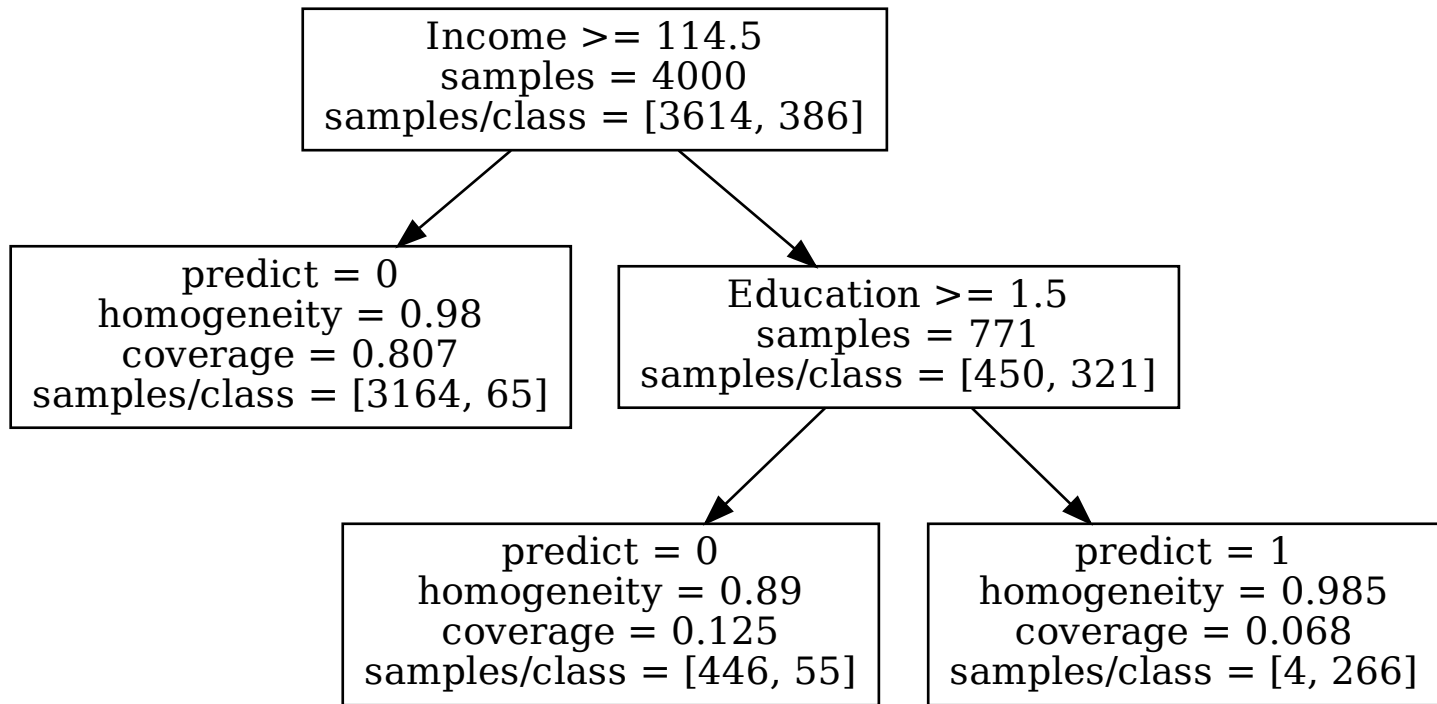 Income >= 114.5
samples = 4000
samples/class = [3614, 386]
predict = 0
homogeneity = 0.98
coverage = 0.807
samples/class = [3164, 65]
Education >= 1.5
samples = 771
samples/class = [450, 321]
predict = 0
homogeneity = 0.89
coverage = 0.125
samples/class = [446, 55]
predict = 1
homogeneity = 0.985
coverage = 0.068
samples/class = [4, 266]